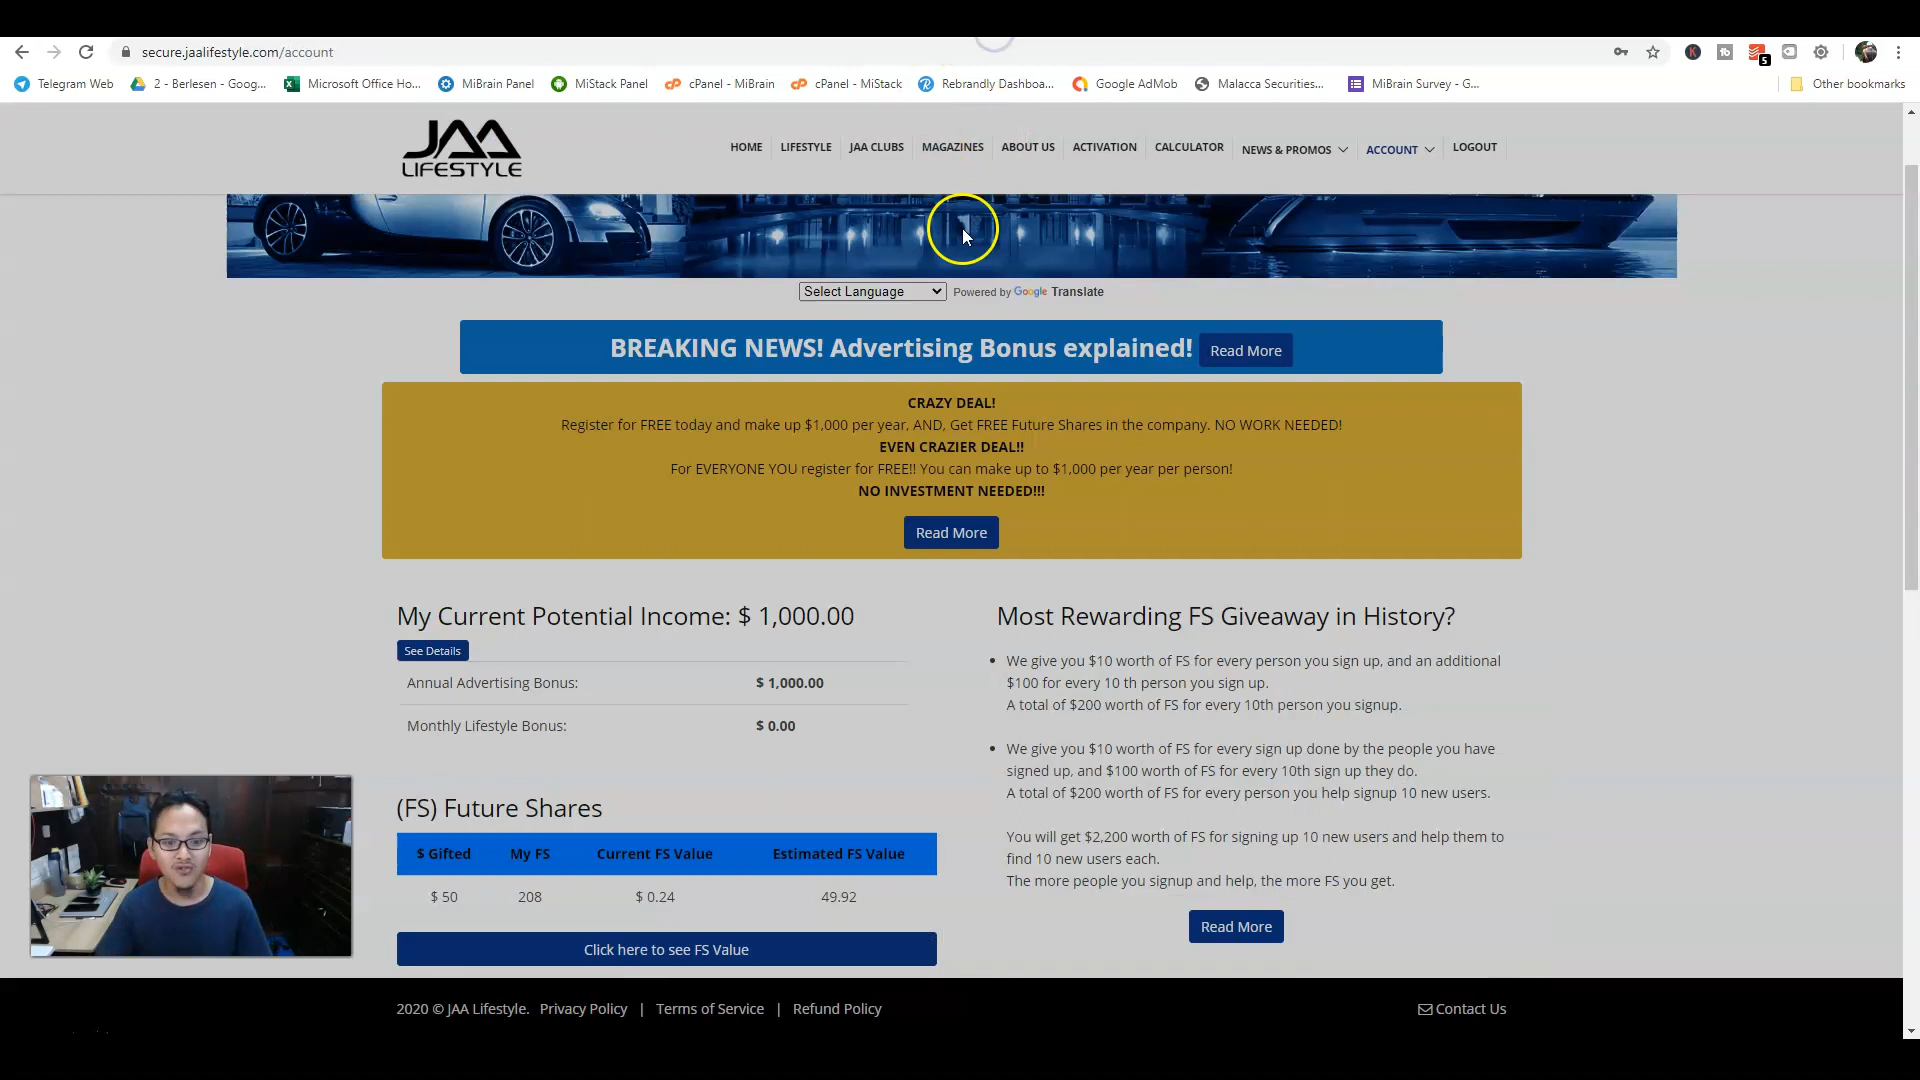 secure.jaalifestyle.com/account
Telegram Web
2 - Berlesen - Goog...
Microsoft Office Ho...
MiBrain Panel
MiStack Panel
cPanel - MiBrain
cPanel - MiStack
Rebrandly Dashboa...
Google AdMob
Malacca Securities...
MiBrain Survey - G...
Other bookmarks
JAA
LIFESTYLE
HOME
LIFESTYLE
JAA CLUBS
MAGAZINES
ABOUT US
ACTIVATION
CALCULATOR
NEWS & PROMOS
ACCOUNT
LOGOUT
Select Language
Powered by Google Translate
BREAKING NEWS! Advertising Bonus explained! Read More
CRAZY DEAL!
Register for FREE today and make up $1,000 per year, AND, Get FREE Future Shares in the company. NO WORK NEEDED!
EVEN CRAZIER DEAL!!
For EVERYONE YOU register for FREE!! You can make up to $1,000 per year per person!
NO INVESTMENT NEEDED!!!
Read More
My Current Potential Income: $ 1,000.00
See Details
Annual Advertising Bonus: $ 1,000.00
Monthly Lifestyle Bonus: $ 0.00
(FS) Future Shares
$ Gifted My FS Current FS Value Estimated FS Value
$ 50 208 $ 0.24 49.92
Click here to see FS Value
Most Rewarding FS Giveaway in History?
We give you $10 worth of FS for every person you sign up, and an additional
$100 for every 10 th person you sign up.
A total of $200 worth of FS for every 10th person you signup.
We give you $10 worth of FS for every sign up done by the people you have
signed up, and $100 worth of FS for every 10th sign up they do.
A total of $200 worth of FS for every person you help signup 10 new users.
You will get $2,200 worth of FS for signing up 10 new users and help them to
find 10 new users each.
The more people you signup and help, the more FS you get.
Read More
2020 © JAA Lifestyle. Privacy Policy | Terms of Service | Refund Policy
Contact Us